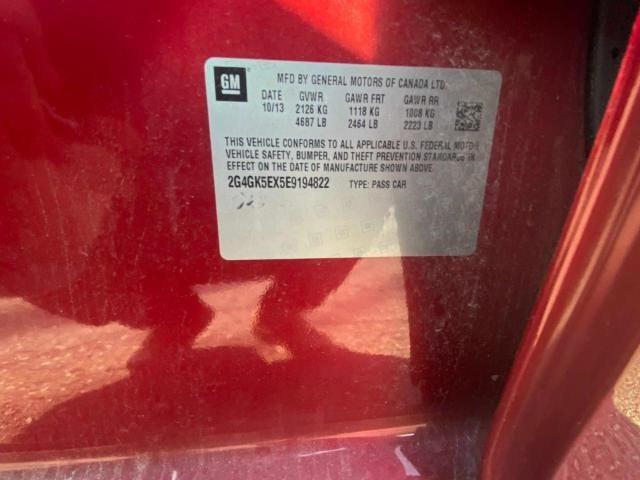 GM
MFD BY GENERAL MOTORS OF CANADA LTD.
DATE GVWR GAWR FRT GAWR RR
10/13 2126 KG 1118 KG 1008 KG
4687 LB 2464 LB 2223 LB
THIS VEHICLE CONFORMS TO ALL APPLICABLE U.S. FEDERAL MOTOR
VEHICLE SAFETY, BUMPER, AND THEFT PREVENTION STANDARDS IN
EFFECT ON THE DATE OF MANUFACTURE SHOWN ABOVE.
2G4GK5EX5E9194822 TYPE: PASS CAR